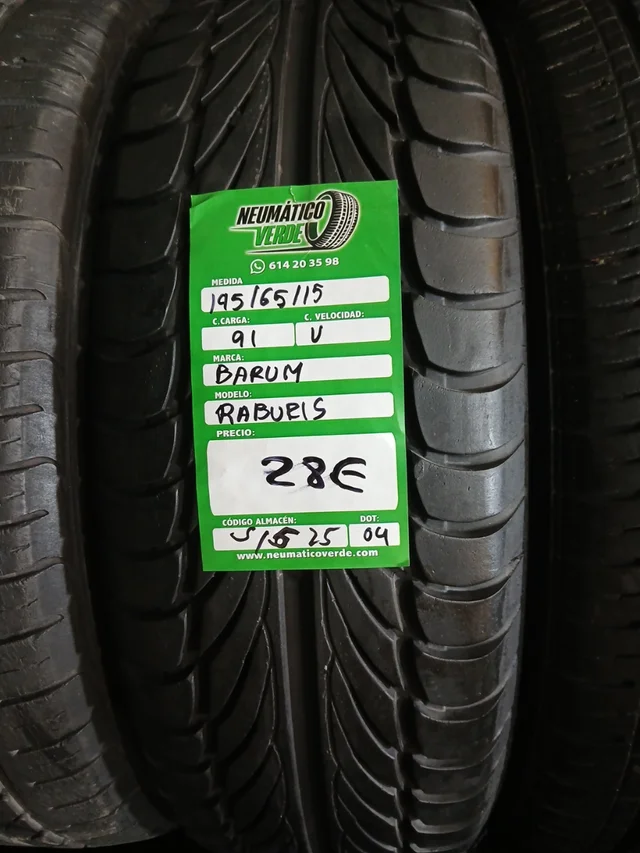 NEUMÁTICO
VERDE
614 20 35 98
MEDIDA
195/65/15
C.CARGA: C. VELOCIDAD:
91 V
MARCA:
BARUM
MODELO:
RABUEIS
PRECIO:
28€
CÓDIGO ALMACÉN: DOT:
25 04
www.neumaticoverde.com